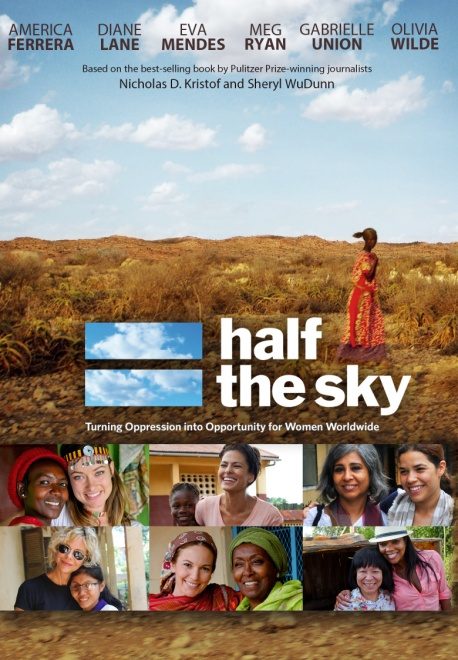 AMERICA FERRERA
DIANE LANE
EVA MENDES
MEG RYAN
GABRIELLE UNION
OLIVIA WILDE
Based on the best-selling book by Pulitzer Prize-winning journalists
Nicholas D. Kristof and Sheryl WuDunn
half
the sky
Turning Oppression into Opportunity for Women Worldwide